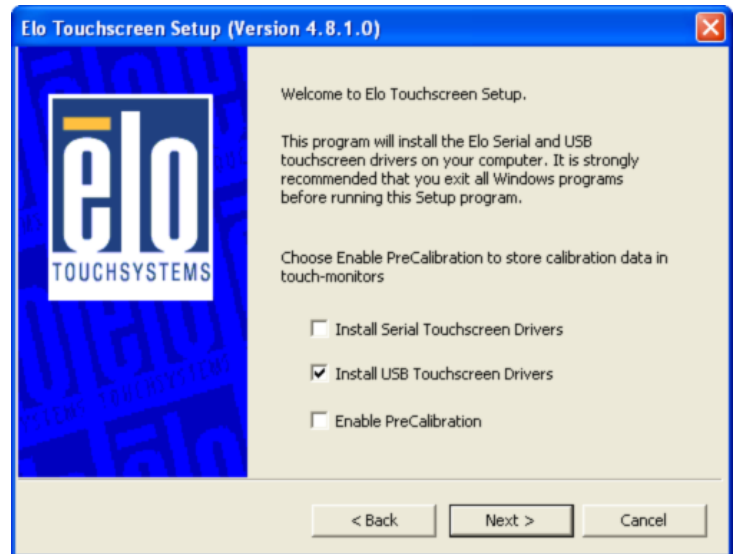 Elo Touchscreen Setup (Version 4.8.1.0)
ēlo
TOUCHSYSTEMS
Welcome to Elo Touchscreen Setup.
This program will install the Elo Serial and USB
touchscreen drivers on your computer. It is strongly
recommended that you exit all Windows programs
before running this Setup program.
Choose Enable PreCalibration to store calibration data in
touch-monitors
Install Serial Touchscreen Drivers
Install USB Touchscreen Drivers
Enable PreCalibration
< Back
Next >
Cancel